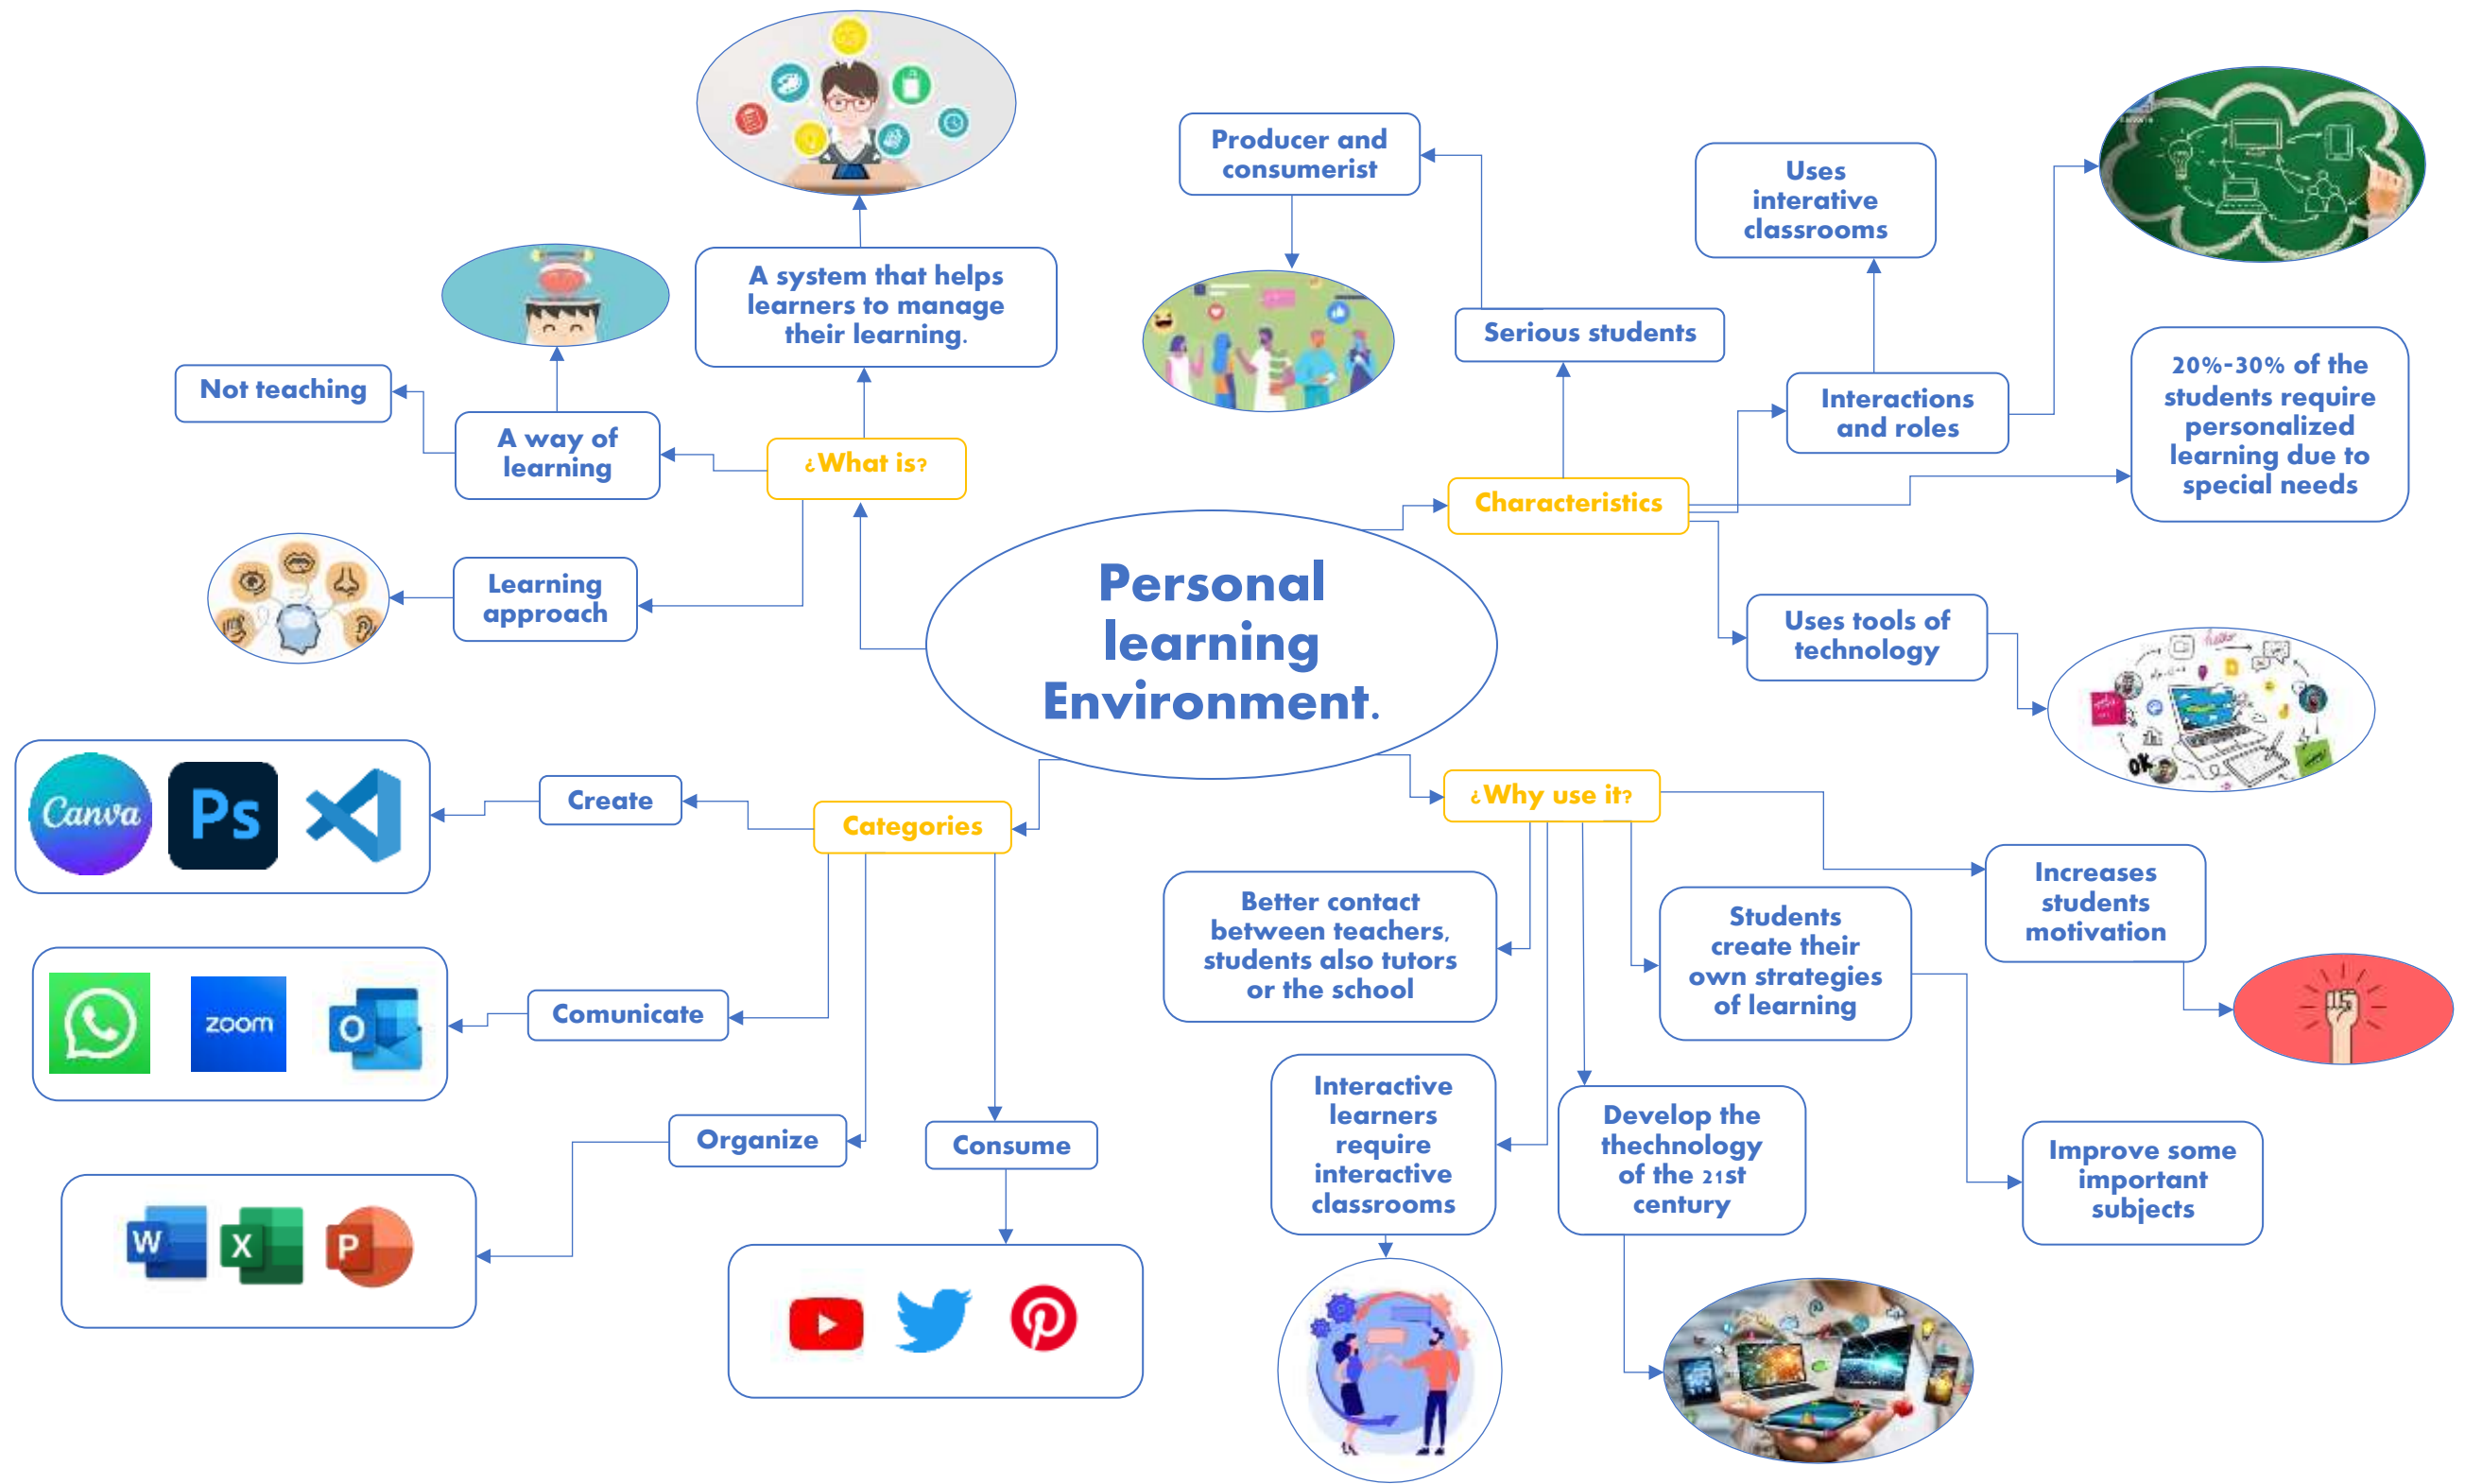 Producer and
consumerist
Uses
interative
classrooms
A system that helps
learners to manage
their learning.
Serious students
20%-30% of the
students require
personalized
learning due to
special needs
Not teaching
Interactions
and roles
A way of
learning
¿What is?
Characteristics
Learning
approach
Personal
learning
Environment.
Uses tools of
technology
hello
OK
Canva
Ps
Create
Categories
¿Why use it?
Increases
students
motivation
Better contact
between teachers,
students also tutors
or the school
Students
create their
own strategies
of learning
zoom
O
Comunicate
Interactive
learners
require
interactive
classrooms
Develop the
thechnology
of the 21st
century
Organize
Consume
Improve some
important
subjects
W
X
P